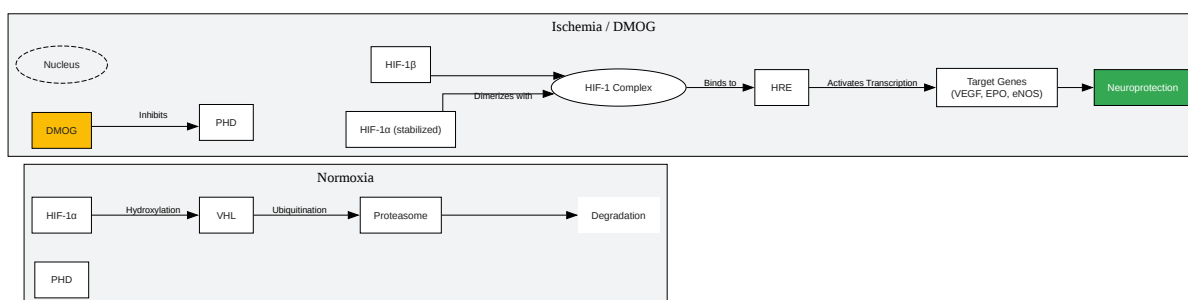 Ischemia / DMOG
Nucleus
HIF-1β
DMOG
Inhibits
PHD
HIF-1α (stabilized)
Dimerizes with
HIF-1 Complex
Binds to
HRE
Activates Transcription
Target Genes
(VEGF, EPO, eNOS)
Neuroprotection
Normoxia
HIF-1α
Hydroxylation
VHL
Ubiquitination
Proteasome
Degradation
PHD